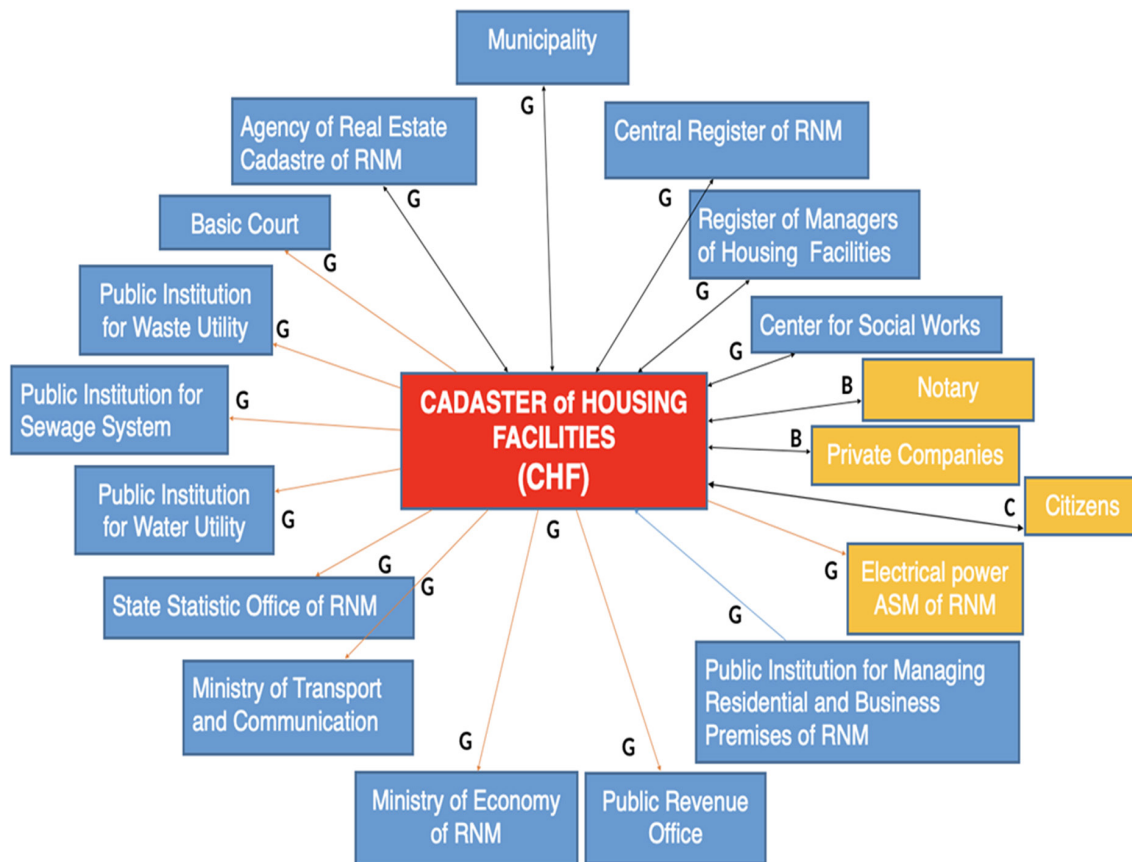 Municipality
G
Agency of Real Estate
Cadastre of RNM
G
Central Register of RNM
G
Basic Court
G
Register of Managers
of Housing Facilities
G
Public Institution
for Waste Utility
G
Center for Social Works
G
Public Institution for
Sewage System
G
CADASTER of HOUSING
FACILITIES
(CHF)
B
Notary
B
Private Companies
C
Citizens
Public Institution
for Water Utility
G
G
G
Electrical power
ASM of RNM
State Statistic Office of RNM
G
G
G
Public Institution for Managing
Residential and Business
Premises of RNM
Ministry of Transport
and Communication
G
Ministry of Economy
of RNM
G
Public Revenue
Office